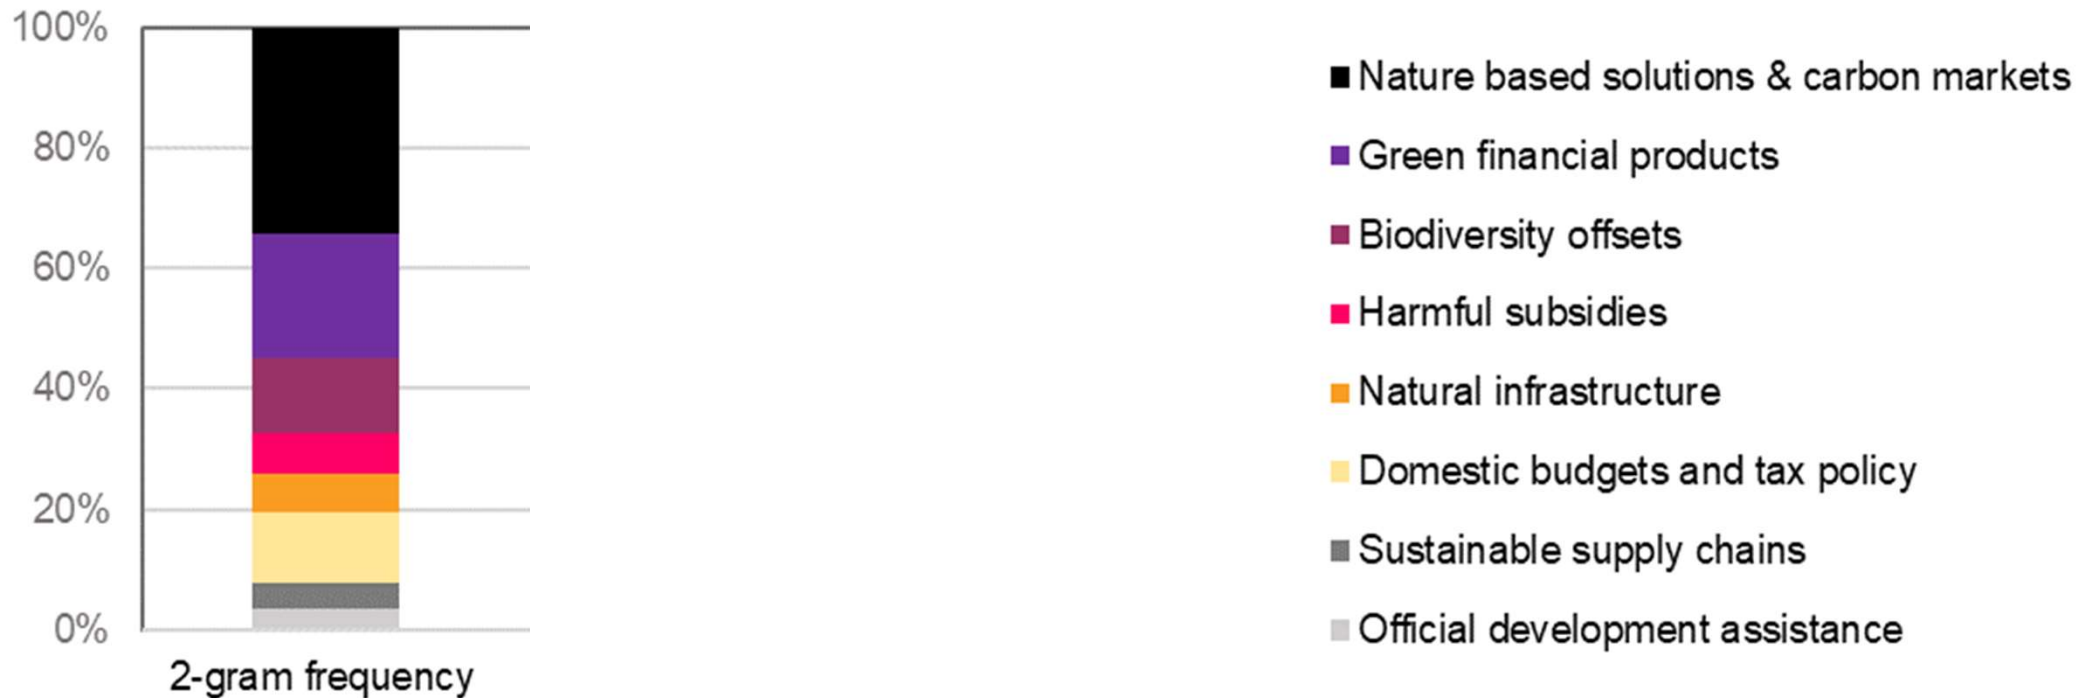 100%
80%
60%
40%
20%
0%
2-gram frequency
Nature based solutions & carbon markets
Green financial products
Biodiversity offsets
Harmful subsidies
Natural infrastructure
Domestic budgets and tax policy
Sustainable supply chains
Official development assistance